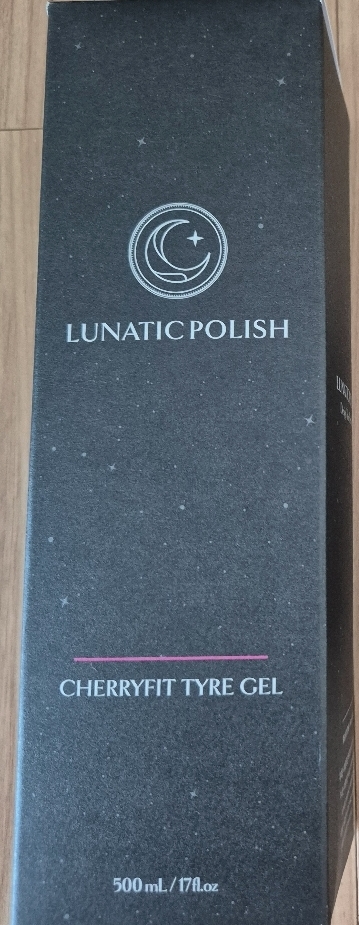 LUNATIC POLISH
CHERRYFIT TYRE GEL
500 mL / 17fl.oz